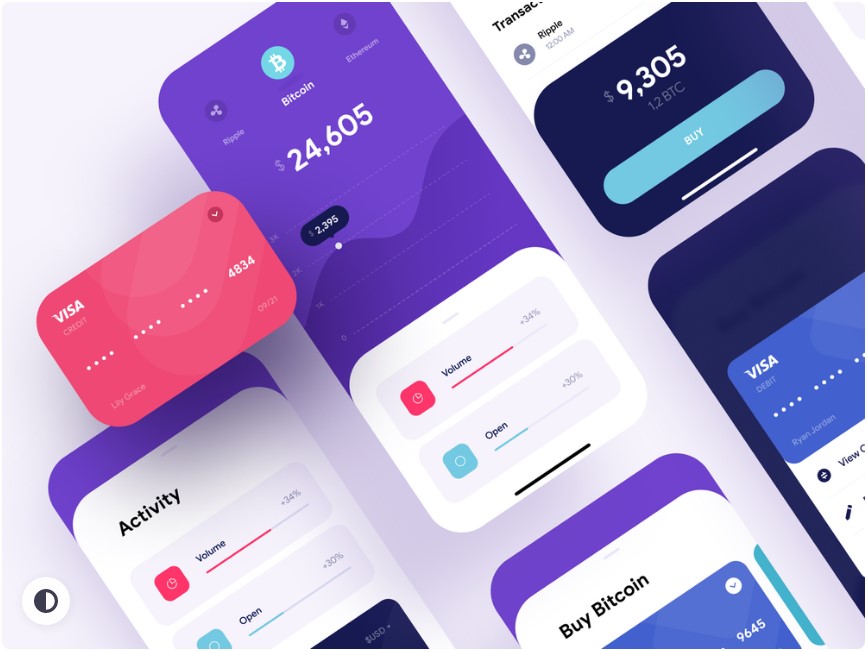 Ethereum
Bitcoin
Ripple
$ 24,605
$ 2,395
3K
2K
1K
0
Volume
+34%
Open
+30%
VISA
CREDIT
4834
09/21
Lily Grace
Activity
Volume
+34%
Open
+30%
$USD
Ripple
12:00 AM
$ 9,305
1,2 BTC
BUY
VISA
DEBIT
Ryan Jordan
View
Buy Bitcoin
9645